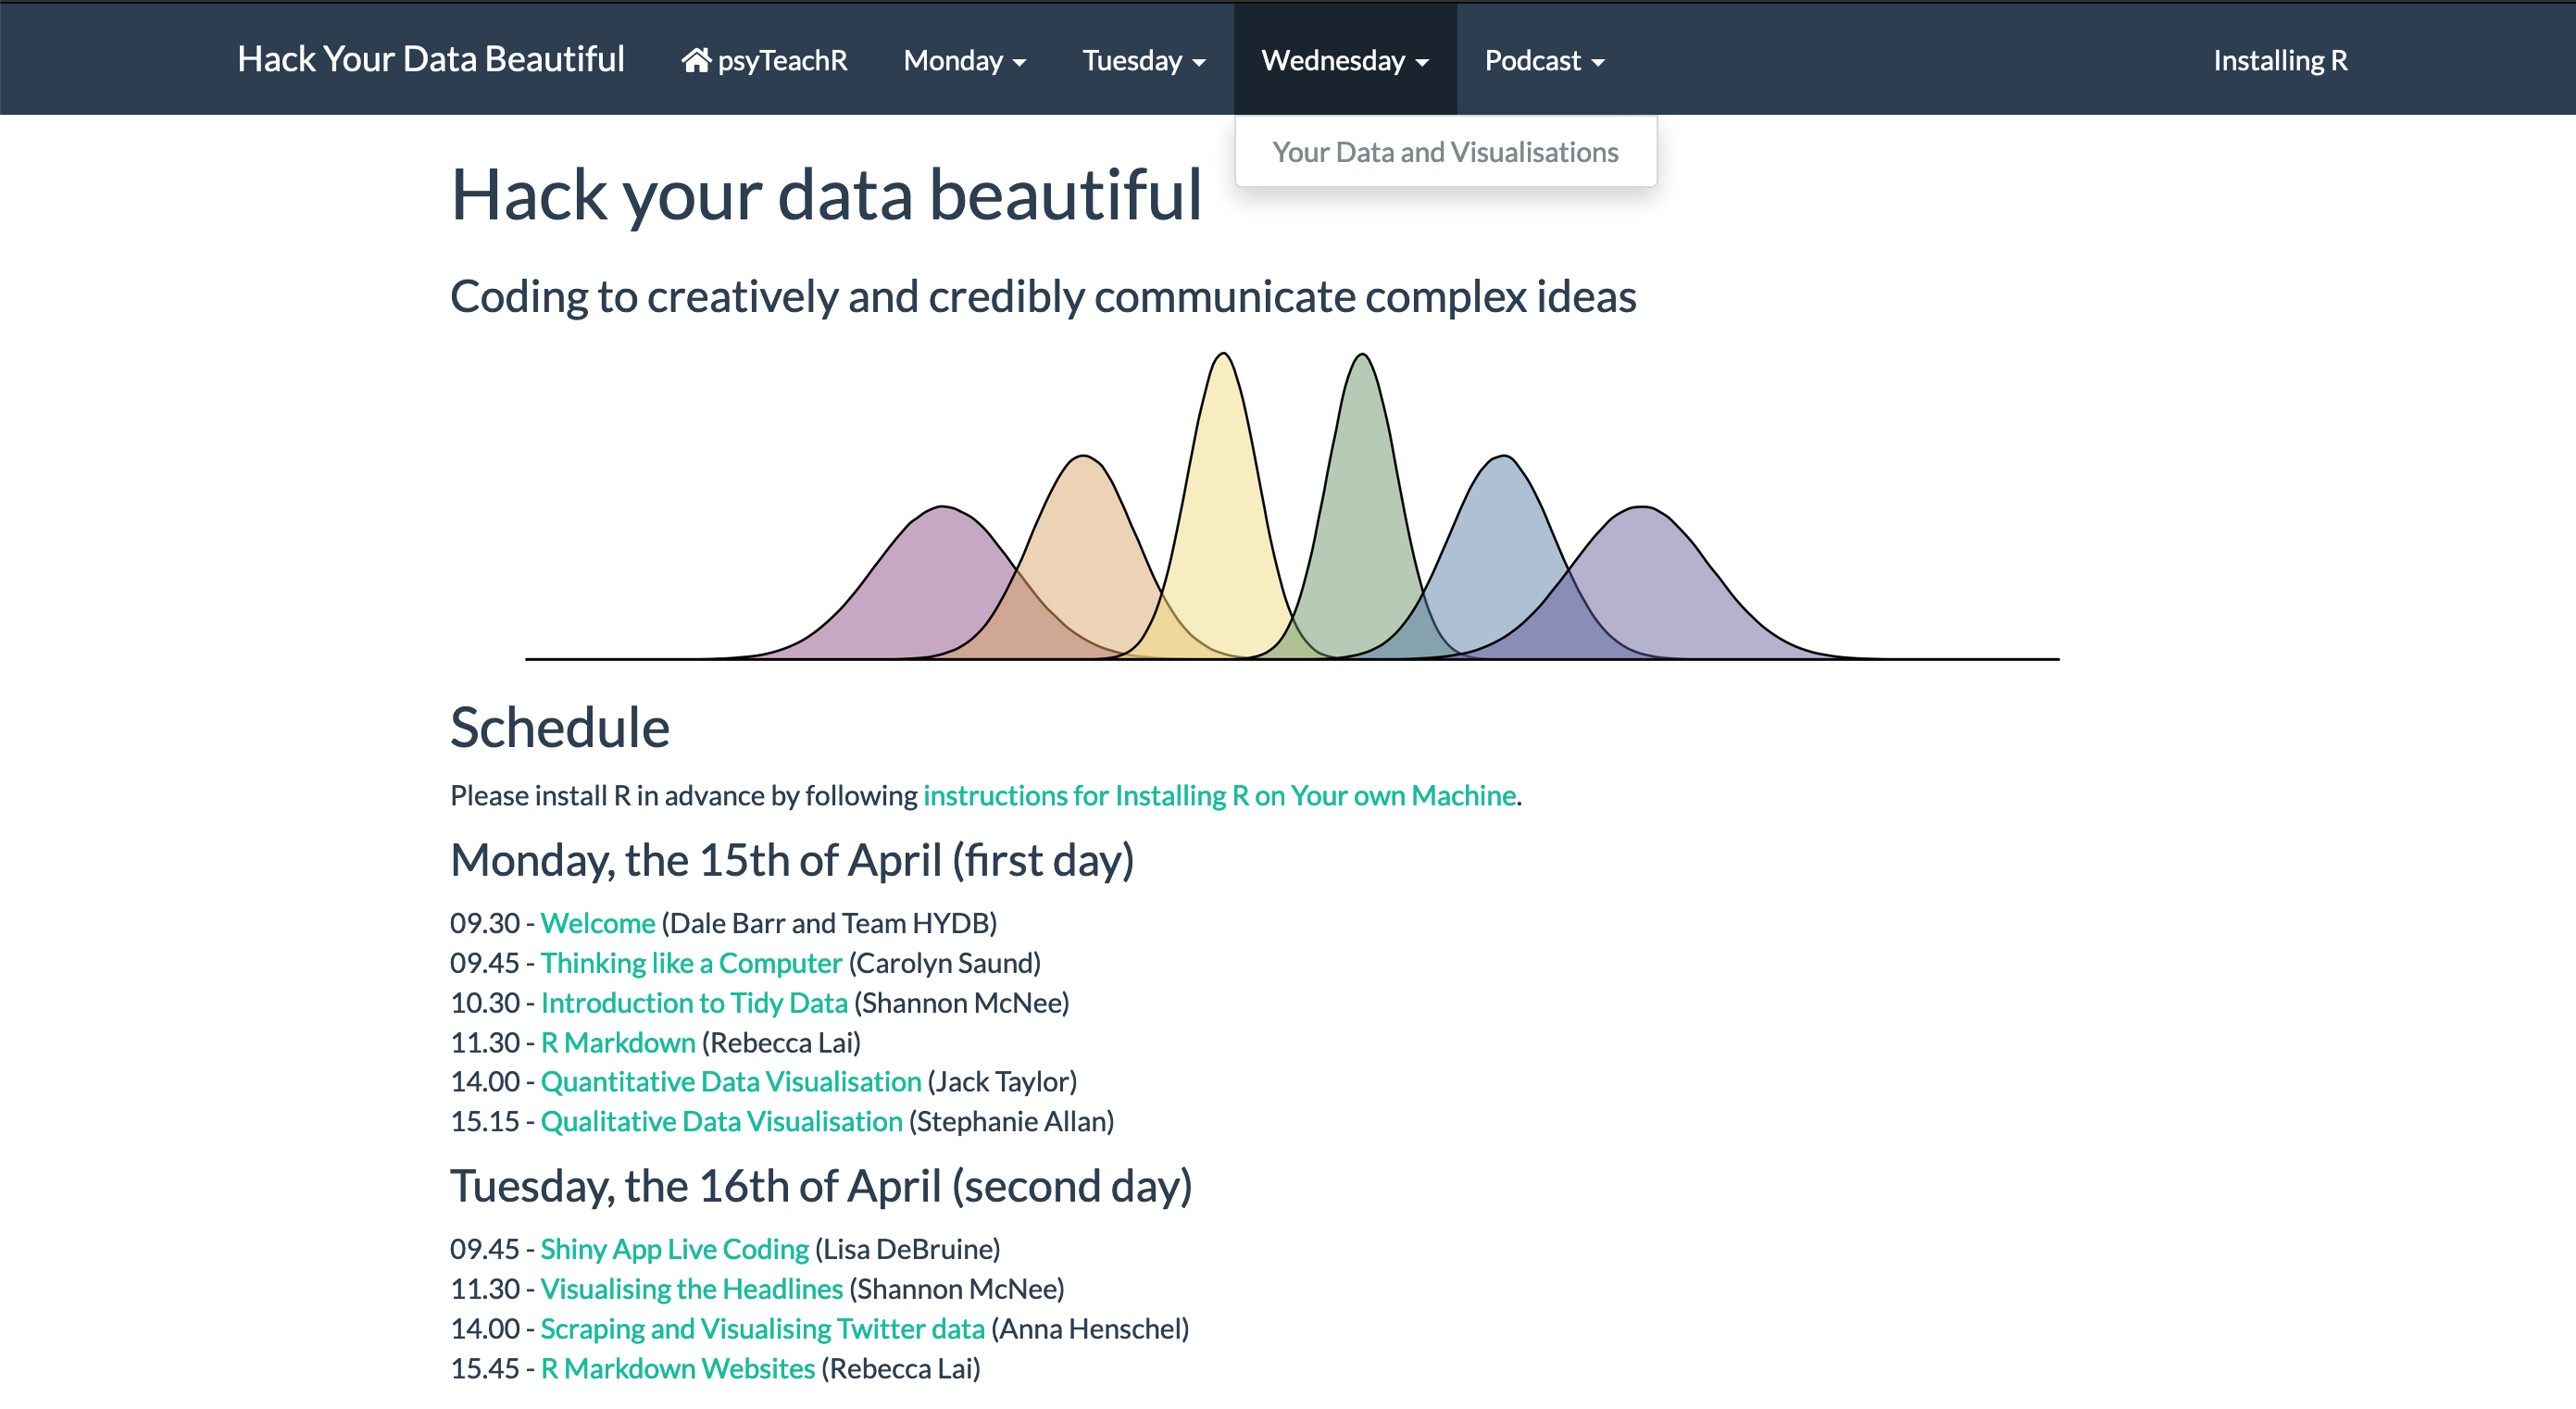 Hack Your Data Beautiful psyTeachR Monday Tuesday Wednesday Podcast Installing R
Your Data and Visualisations
Hack your data beautiful
Coding to creatively and credibly communicate complex ideas
Schedule
Please install R in advance by following instructions for Installing R on Your own Machine.
Monday, the 15th of April (first day)
09.30 - Welcome (Dale Barr and Team HYDB)
09.45 - Thinking like a Computer (Carolyn Saund)
10.30 - Introduction to Tidy Data (Shannon McNee)
11.30 - R Markdown (Rebecca Lai)
14.00 - Quantitative Data Visualisation (Jack Taylor)
15.15 - Qualitative Data Visualisation (Stephanie Allan)
Tuesday, the 16th of April (second day)
09.45 - Shiny App Live Coding (Lisa DeBruine)
11.30 - Visualising the Headlines (Shannon McNee)
14.00 - Scraping and Visualising Twitter data (Anna Henschel)
15.45 - R Markdown Websites (Rebecca Lai)